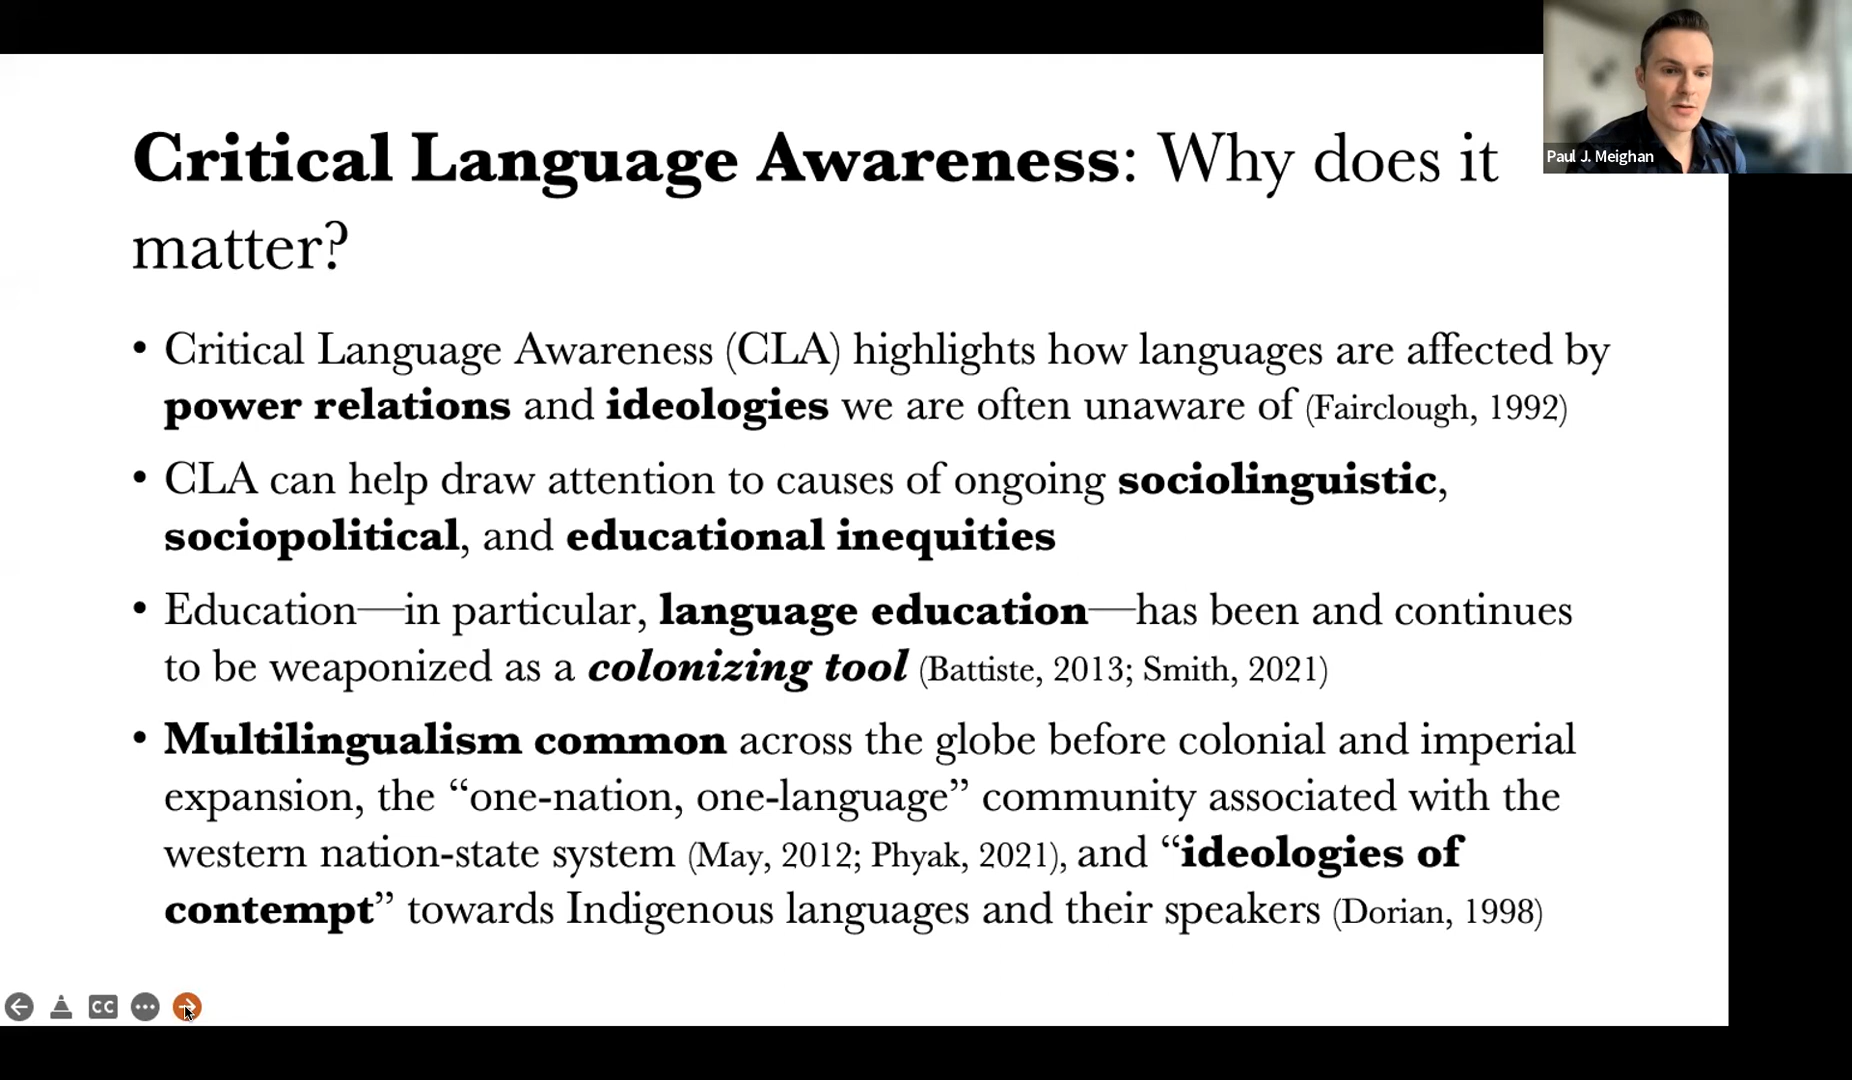 Critical Language Awareness: Why does it
matter?
Paul J. Meighan
• Critical Language Awareness (CLA) highlights how languages are affected by
power relations and ideologies we are often unaware of (Fairclough, 1992)
• CLA can help draw attention to causes of ongoing sociolinguistic,
sociopolitical, and educational inequities
• Education—in particular, language education—has been and continues
to be weaponized as a colonizing tool (Battiste, 2013; Smith, 2021)
• Multilingualism common across the globe before colonial and imperial
expansion, the “one-nation, one-language” community associated with the
western nation-state system (May, 2012; Phyak, 2021), and “ideologies of
contempt” towards Indigenous languages and their speakers (Dorian, 1998)
CC